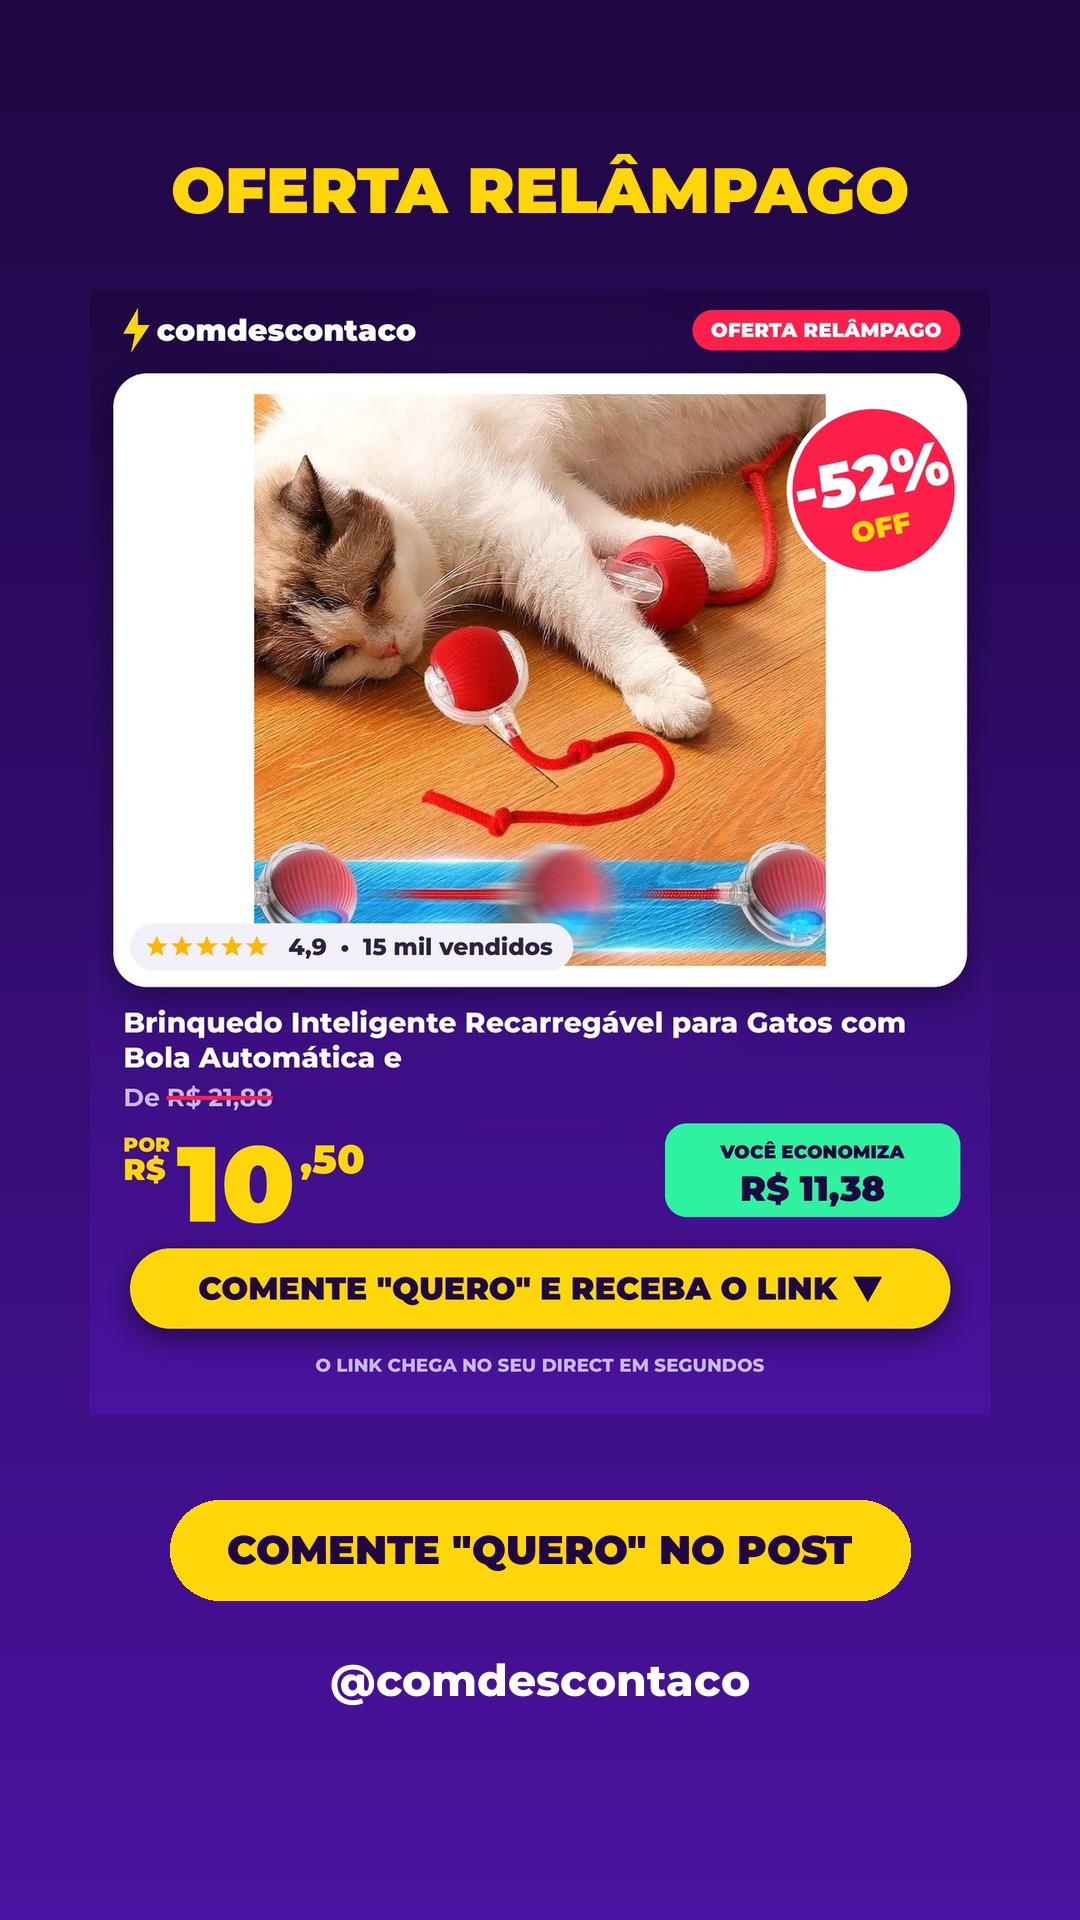 OFERTA RELÂMPAGO
comdescontaco
OFERTA RELÂMPAGO
-52%
OFF
4,9 • 15 mil vendidos
Brinquedo Inteligente Recarregável para Gatos com
Bola Automática e
De R$ 21,88
POR
R$ 10,50
VOCÊ ECONOMIZA
R$ 11,38
COMENTE "QUERO" E RECEBA O LINK ▼
O LINK CHEGA NO SEU DIRECT EM SEGUNDOS
COMENTE "QUERO" NO POST
@comdescontaco